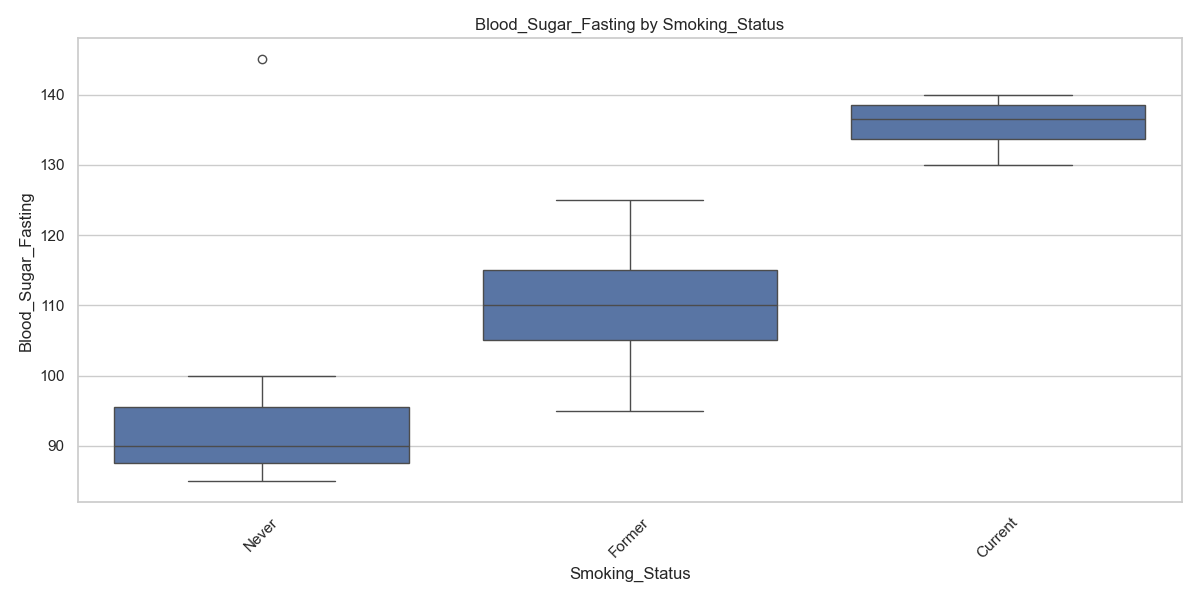 Blood_Sugar_Fasting by Smoking_Status
Blood_Sugar_Fasting
140
130
120
110
100
90
Never
Former
Current
Smoking_Status